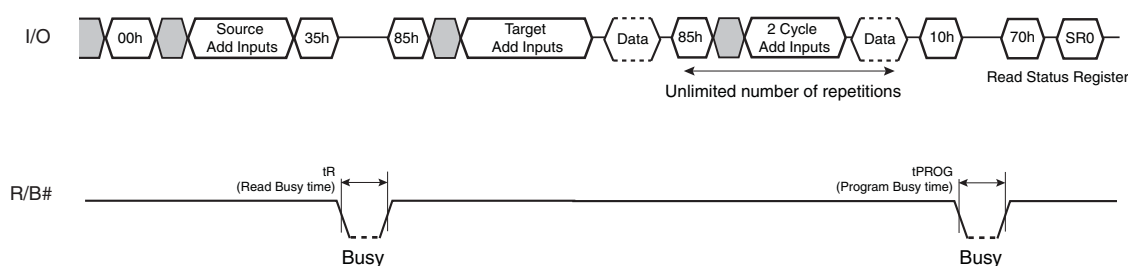 I/O
00h
Source
Add Inputs
35h
85h
Target
Add Inputs
Data
85h
2 Cycle
Add Inputs
Data
10h
70h
SR0
Unlimited number of repetitions
Read Status Register
R/B#
tR
(Read Busy time)
Busy
tPROG
(Program Busy time)
Busy